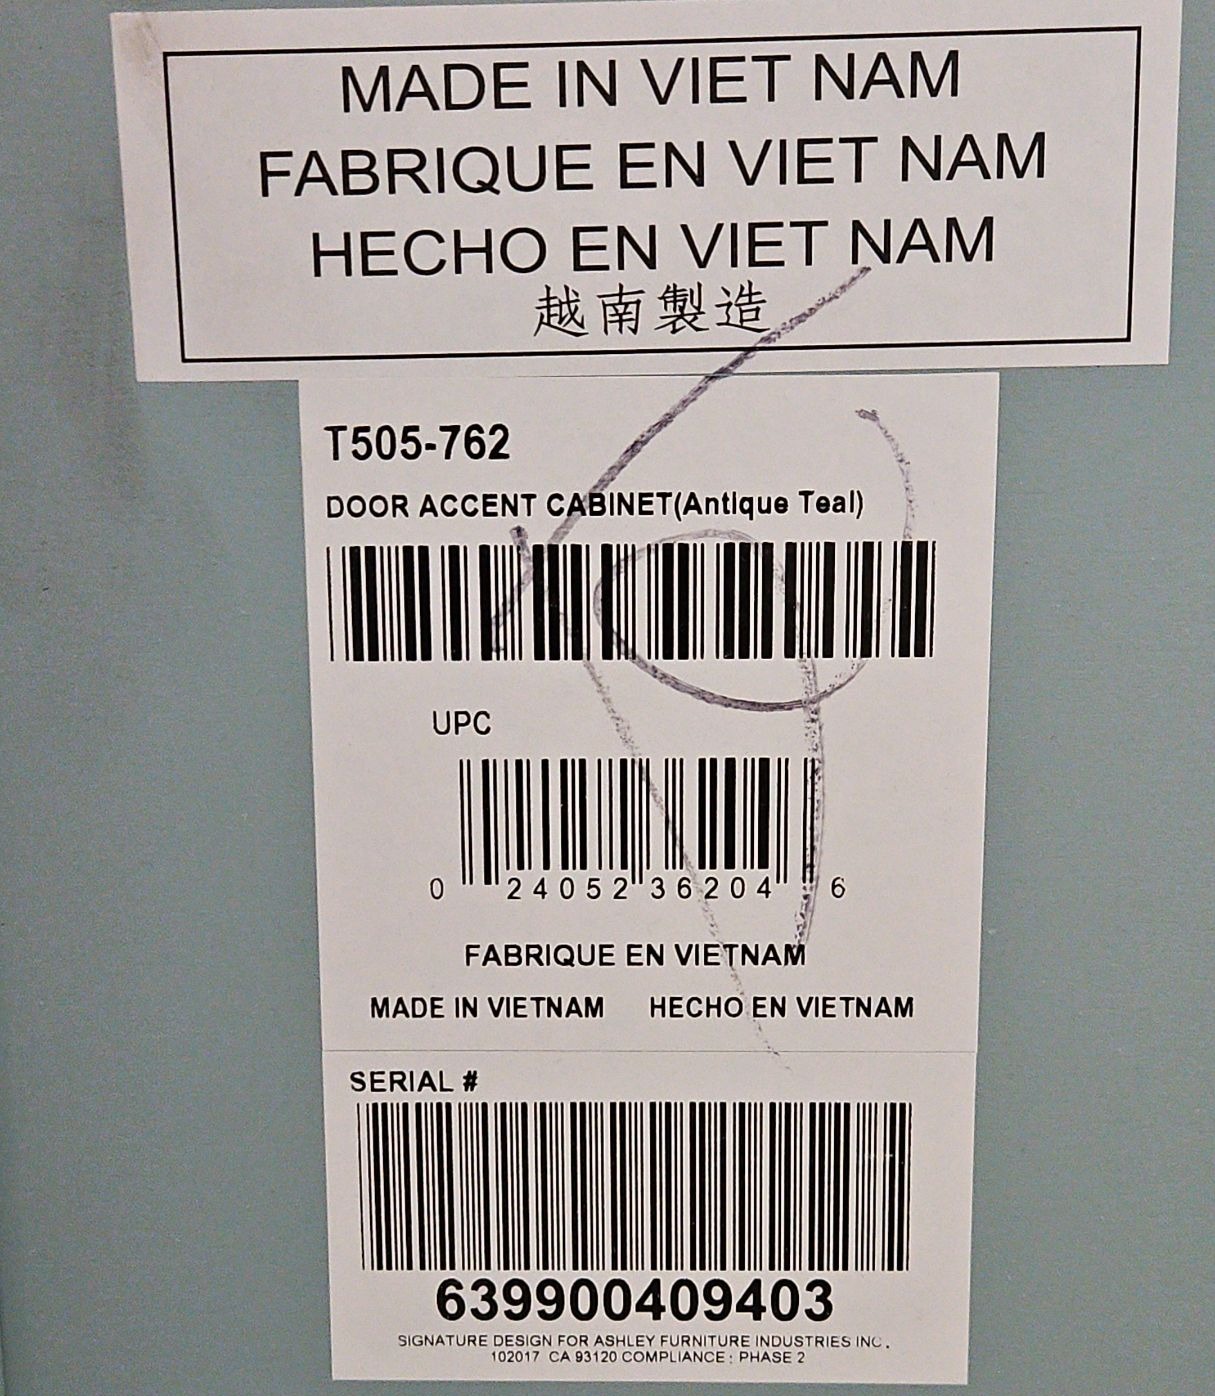 MADE IN VIET NAM
FABRIQUE EN VIET NAM
HECHO EN VIET NAM
越南製造
T505-762
DOOR ACCENT CABINET(Antique Teal)
UPC
0 24052 36204 6
FABRIQUE EN VIETNAM
MADE IN VIETNAM HECHO EN VIETNAM
SERIAL #
639900409403
SIGNATURE DESIGN FOR ASHLEY FURNITURE INDUSTRIES INC.
102017 CA 93120 COMPLIANCE: PHASE 2